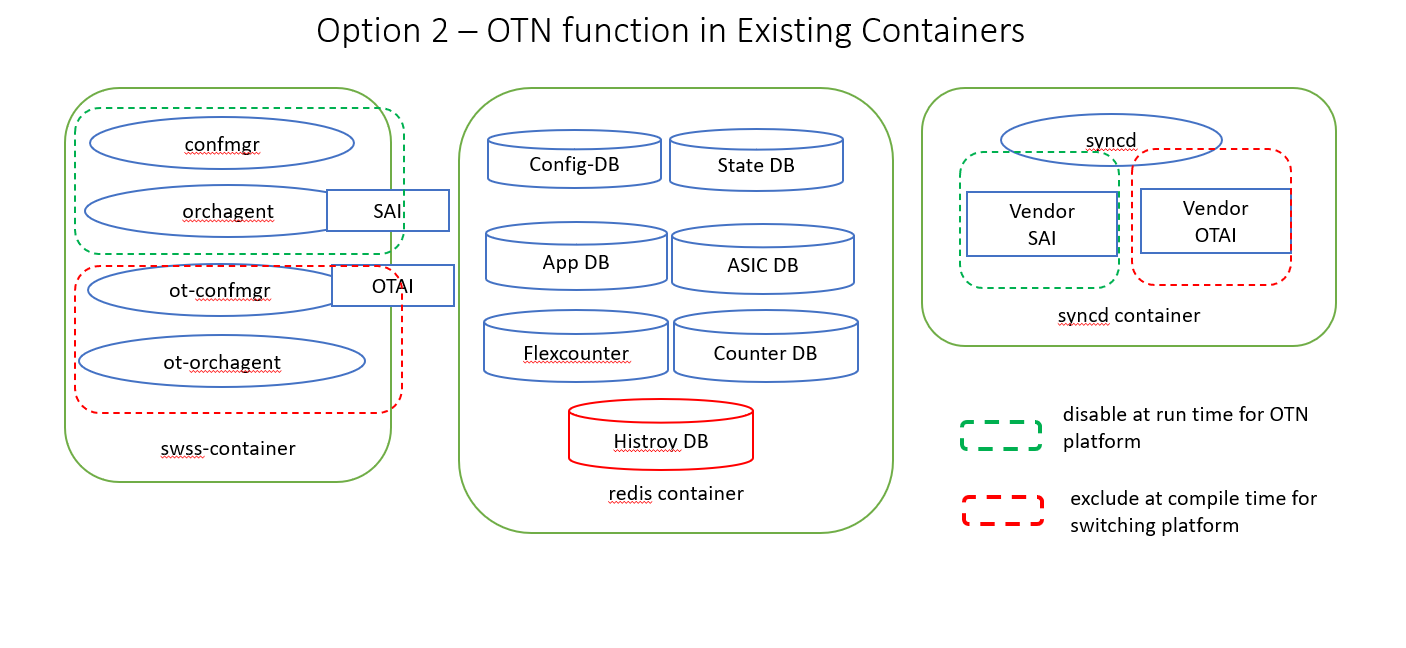 Option 2 – OTN function in Existing Containers
confmgr
orchagent
SAI
ot-confmgr
OTAI
ot-orchagent
swss-container
Config-DB
State DB
App DB
ASIC DB
Flexcounter
Counter DB
Histroy DB
redis container
syncd
Vendor
SAI
Vendor
OTAI
syncd container
disable at run time for OTN
platform
exclude at compile time for
switching platform